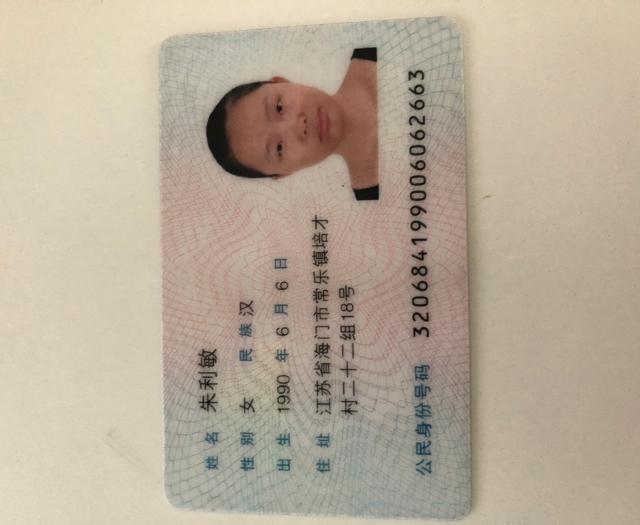 姓名 朱利敏
性别 女 民族 汉
出生 1990 年 6 月 6 日
住址 江苏省海门市常乐镇培才
村二十二组18号
公民身份号码 320684199006062663